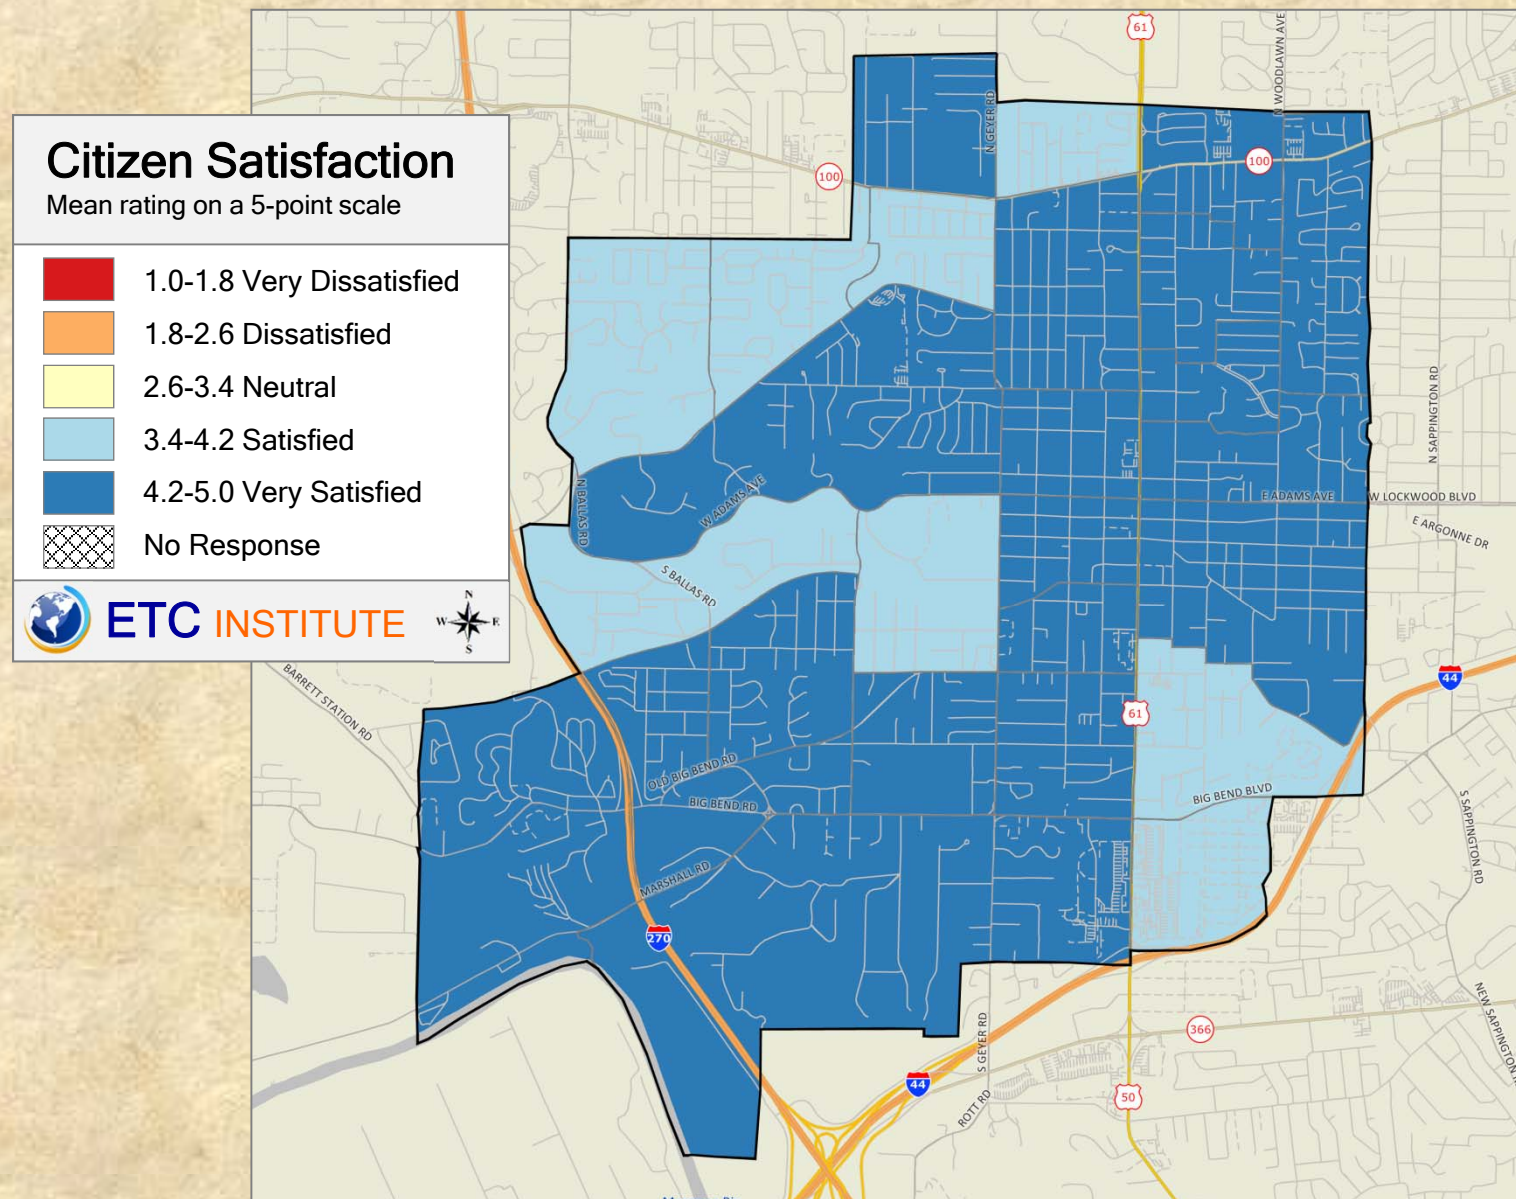 Citizen Satisfaction
Mean rating on a 5-point scale
1.0-1.8 Very Dissatisfied
1.8-2.6 Dissatisfied
2.6-3.4 Neutral
3.4-4.2 Satisfied
4.2-5.0 Very Satisfied
No Response
ETC INSTITUTE
N
W
E
S
61
N WOODLAWN AVE
N GEYER RD
100
100
N SAPPINGTON RD
N BALLAS RD
W ADAMS AVE
E ADAMS AVE
W LOCKWOOD BLVD
E ARGONNE DR
S BALLAS RD
BARRETT STATION RD
44
61
OLD BIG BEND RD
BIG BEND RD
BIG BEND BLVD
S SAPPINGTON RD
MARSHALL RD
270
NEW SAPPINGTON
S GEYER RD
366
44
ROTT RD
50